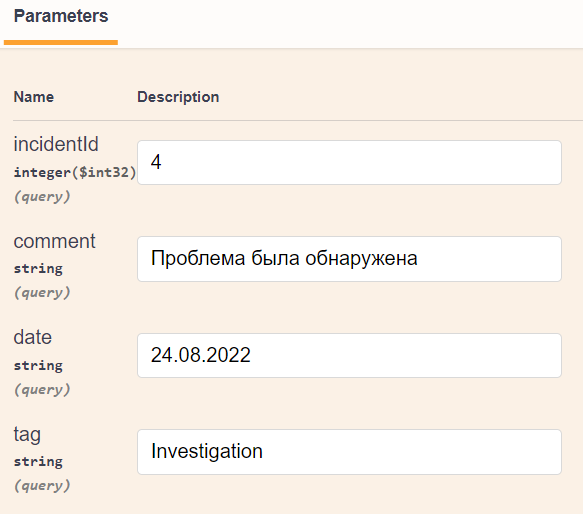 Parameters
Name Description
incidentId
integer($int32)
(query)
4
comment
string
(query)
Проблема была обнаружена
date
string
(query)
24.08.2022
tag
string
(query)
Investigation